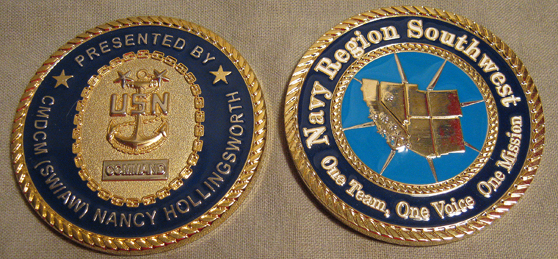 PRESENTED BY
USN
COMMAND
CMDCM (SW/AW) NANCY HOLLINGSWORTH
Navy Region Southwest
One Team, One Voice One Mission